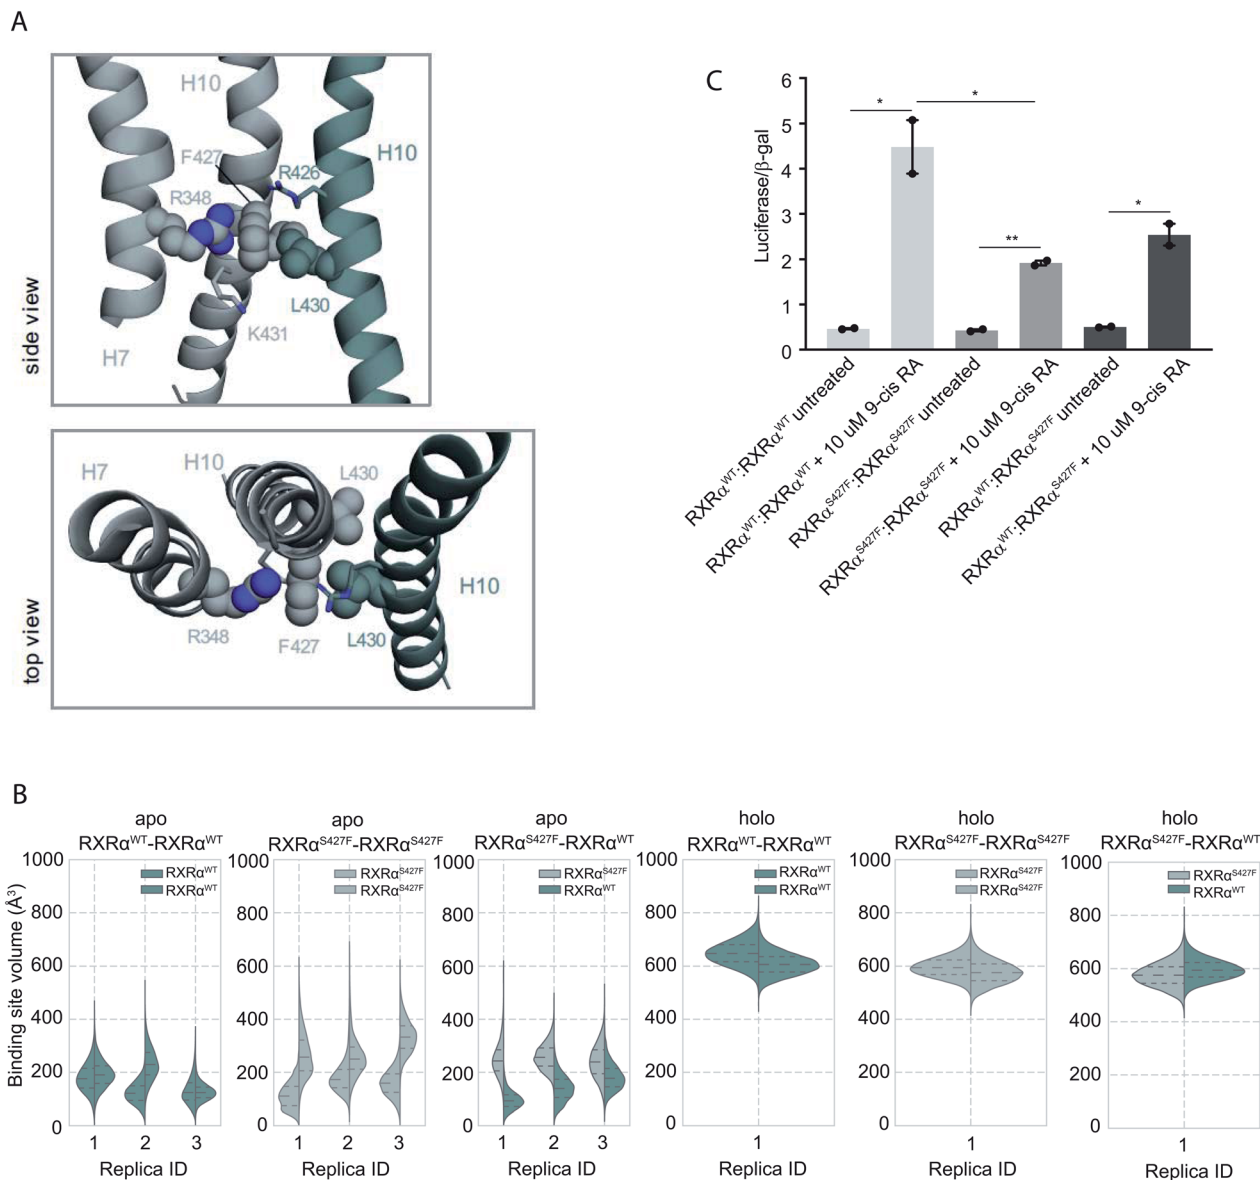 A
side view
H10
F427
R426
H10
R348
L430
K431
H7
top view
H7
H10
L430
H10
R348
F427
L430
C
Luciferase/β-gal
6
5
4
3
2
1
0
*
*
**
*
RXRα^WT:RXRα^WT untreated
RXRα^WT:RXRα^WT + 10 uM 9-cis RA
RXRα^S427F:RXRα^S427F untreated
RXRα^S427F:RXRα^S427F + 10 uM 9-cis RA
RXRα^WT:RXRα^S427F untreated
RXRα^WT:RXRα^S427F + 10 uM 9-cis RA
B
Binding site volume (Å³)
apo
RXRα^WT-RXRα^WT
1000
800
600
400
200
0
RXRα^WT
RXRα^WT
1 2 3
Replica ID
apo
RXRα^S427F-RXRα^S427F
1000
800
600
400
200
0
RXRα^S427F
RXRα^S427F
1 2 3
Replica ID
apo
RXRα^S427F-RXRα^WT
1000
800
600
400
200
0
RXRα^S427F
RXRα^WT
1 2 3
Replica ID
holo
RXRα^WT-RXRα^WT
1000
800
600
400
200
0
RXRα^WT
RXRα^WT
1
Replica ID
holo
RXRα^S427F-RXRα^S427F
1000
800
600
400
200
0
RXRα^S427F
RXRα^S427F
1
Replica ID
holo
RXRα^S427F-RXRα^WT
1000
800
600
400
200
0
RXRα^S427F
RXRα^WT
1
Replica ID